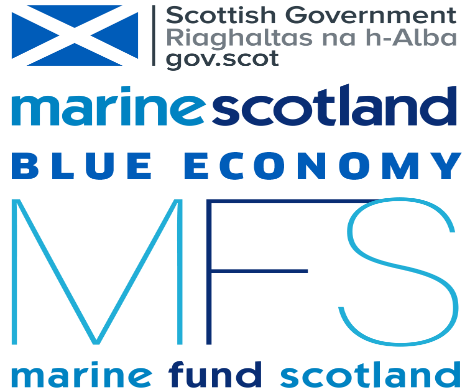 Scottish Government
Riaghaltas na h-Alba
gov.scot
marinescotland
BLUE ECONOMY
MFS
marine fund scotland